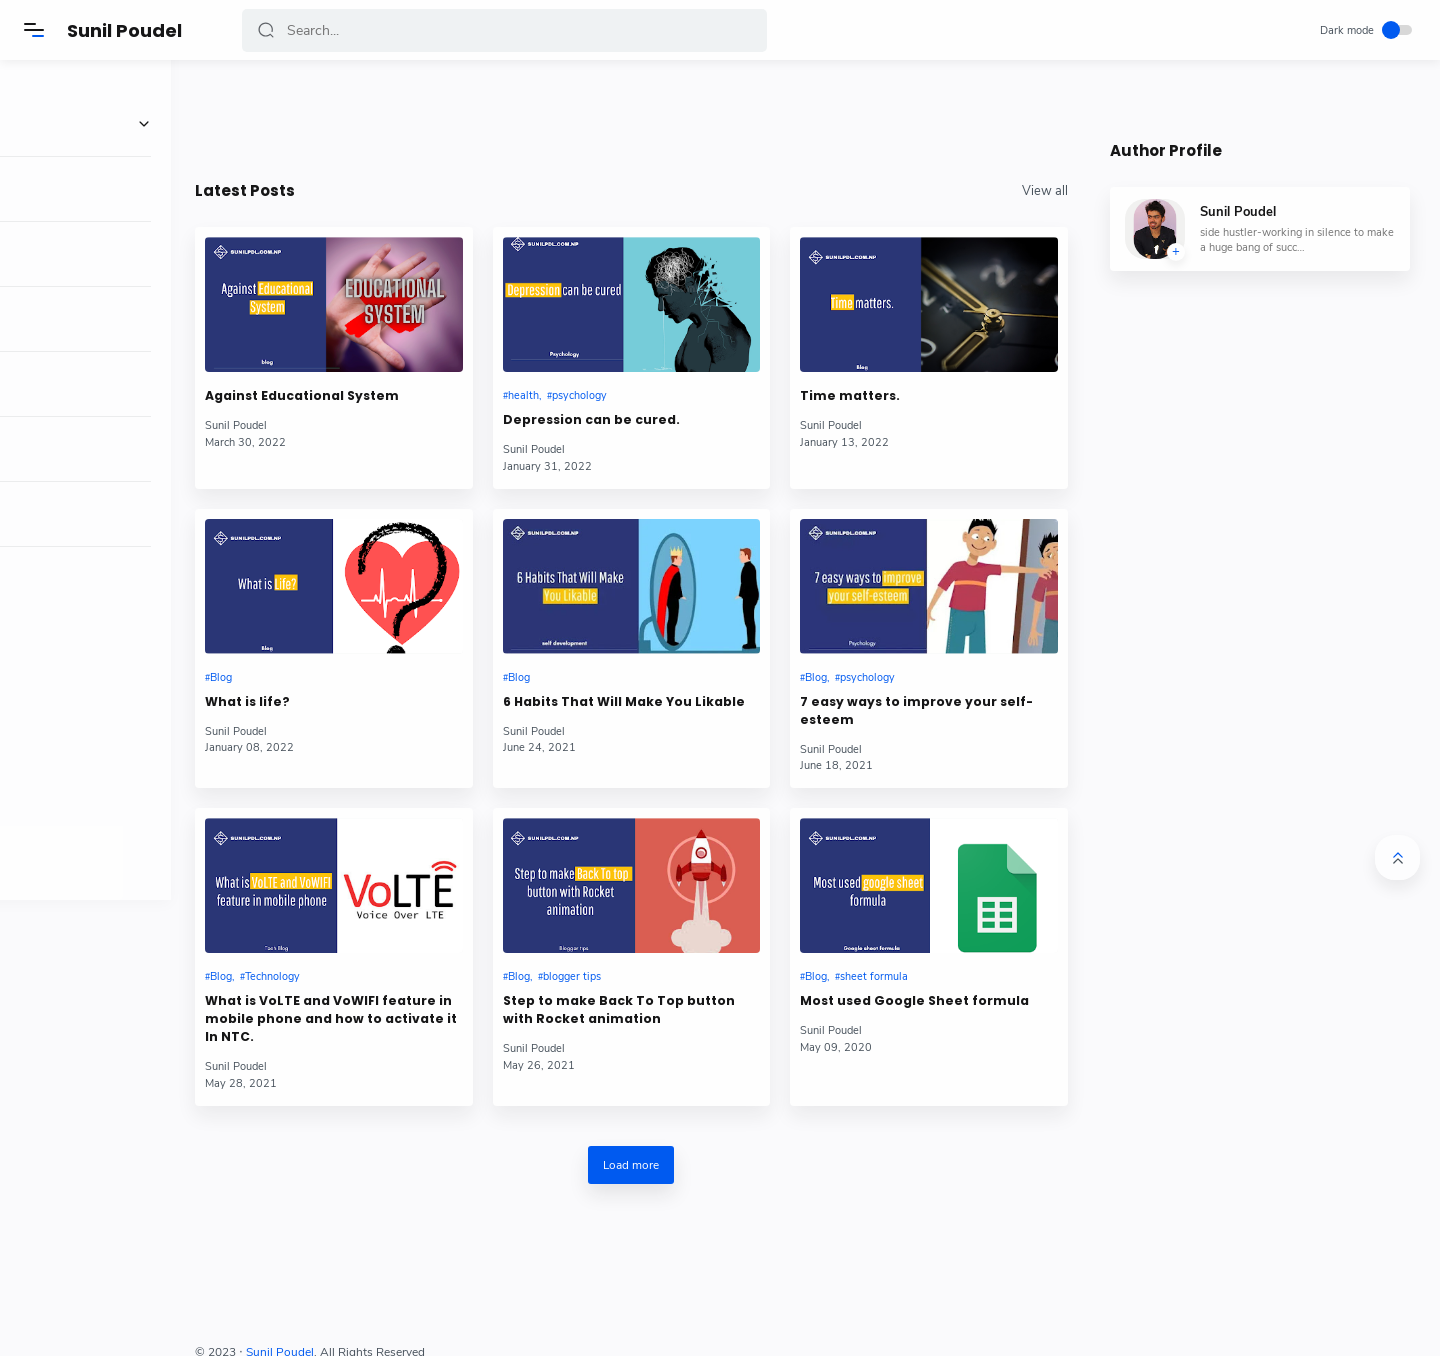 Sunil Poudel
Search...
Dark mode
Author Profile
Sunil Poudel
side hustler-working in silence to make
a huge bang of succ...
+
Latest Posts
View all
SUNILPDL.COM.NP
Against Educational
System
blog
EDUCATIONAL
SYSTEM
Against Educational System
Sunil Poudel
March 30, 2022
SUNILPDL.COM.NP
Depression can be cured
Psychology
#health, #psychology
Depression can be cured.
Sunil Poudel
January 31, 2022
SUNILPDL.COM.NP
Time matters.
Blog
Time matters.
Sunil Poudel
January 13, 2022
SUNILPDL.COM.NP
What is life?
Blog
#Blog
What is life?
Sunil Poudel
January 08, 2022
SUNILPDL.COM.NP
6 Habits That Will Make
You Likable
self development
#Blog
6 Habits That Will Make You Likable
Sunil Poudel
June 24, 2021
SUNILPDL.COM.NP
7 easy ways to improve
your self-esteem
Psychology
#Blog, #psychology
7 easy ways to improve your self-
esteem
Sunil Poudel
June 18, 2021
SUNILPDL.COM.NP
What is VoLTE and VoWIFI
feature in mobile phone
Tech Blog
VoLTE
Voice Over LTE
#Blog, #Technology
What is VoLTE and VoWIFI feature in
mobile phone and how to activate it
In NTC.
Sunil Poudel
May 28, 2021
SUNILPDL.COM.NP
Step to make Back To top
button with Rocket
animation
Blogger tips
#Blog, #blogger tips
Step to make Back To Top button
with Rocket animation
Sunil Poudel
May 26, 2021
SUNILPDL.COM.NP
Most used google sheet
formula
Google sheet formula
#Blog, #sheet formula
Most used Google Sheet formula
Sunil Poudel
May 09, 2020
Load more
© 2023 · Sunil Poudel. All Rights Reserved